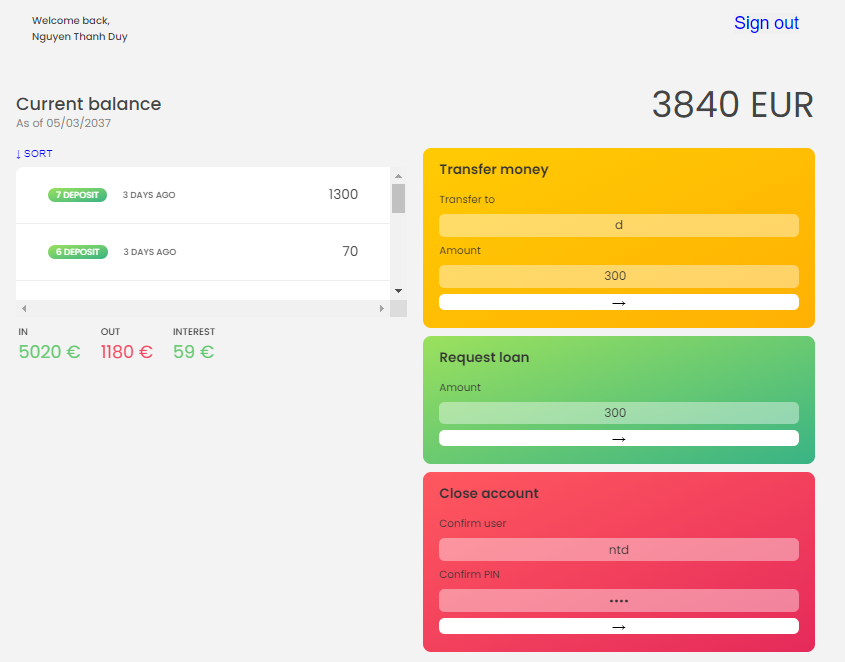 Welcome back,
Nguyen Thanh Duy
Sign out
Current balance
As of 05/03/2037
3840 EUR
↓ SORT
7 DEPOSIT 3 DAYS AGO 1300
6 DEPOSIT 3 DAYS AGO 70
IN OUT INTEREST
5020 € 1180 € 59 €
Transfer money
Transfer to
d
Amount
300
→
Request loan
Amount
300
→
Close account
Confirm user
ntd
Confirm PIN
••••
→